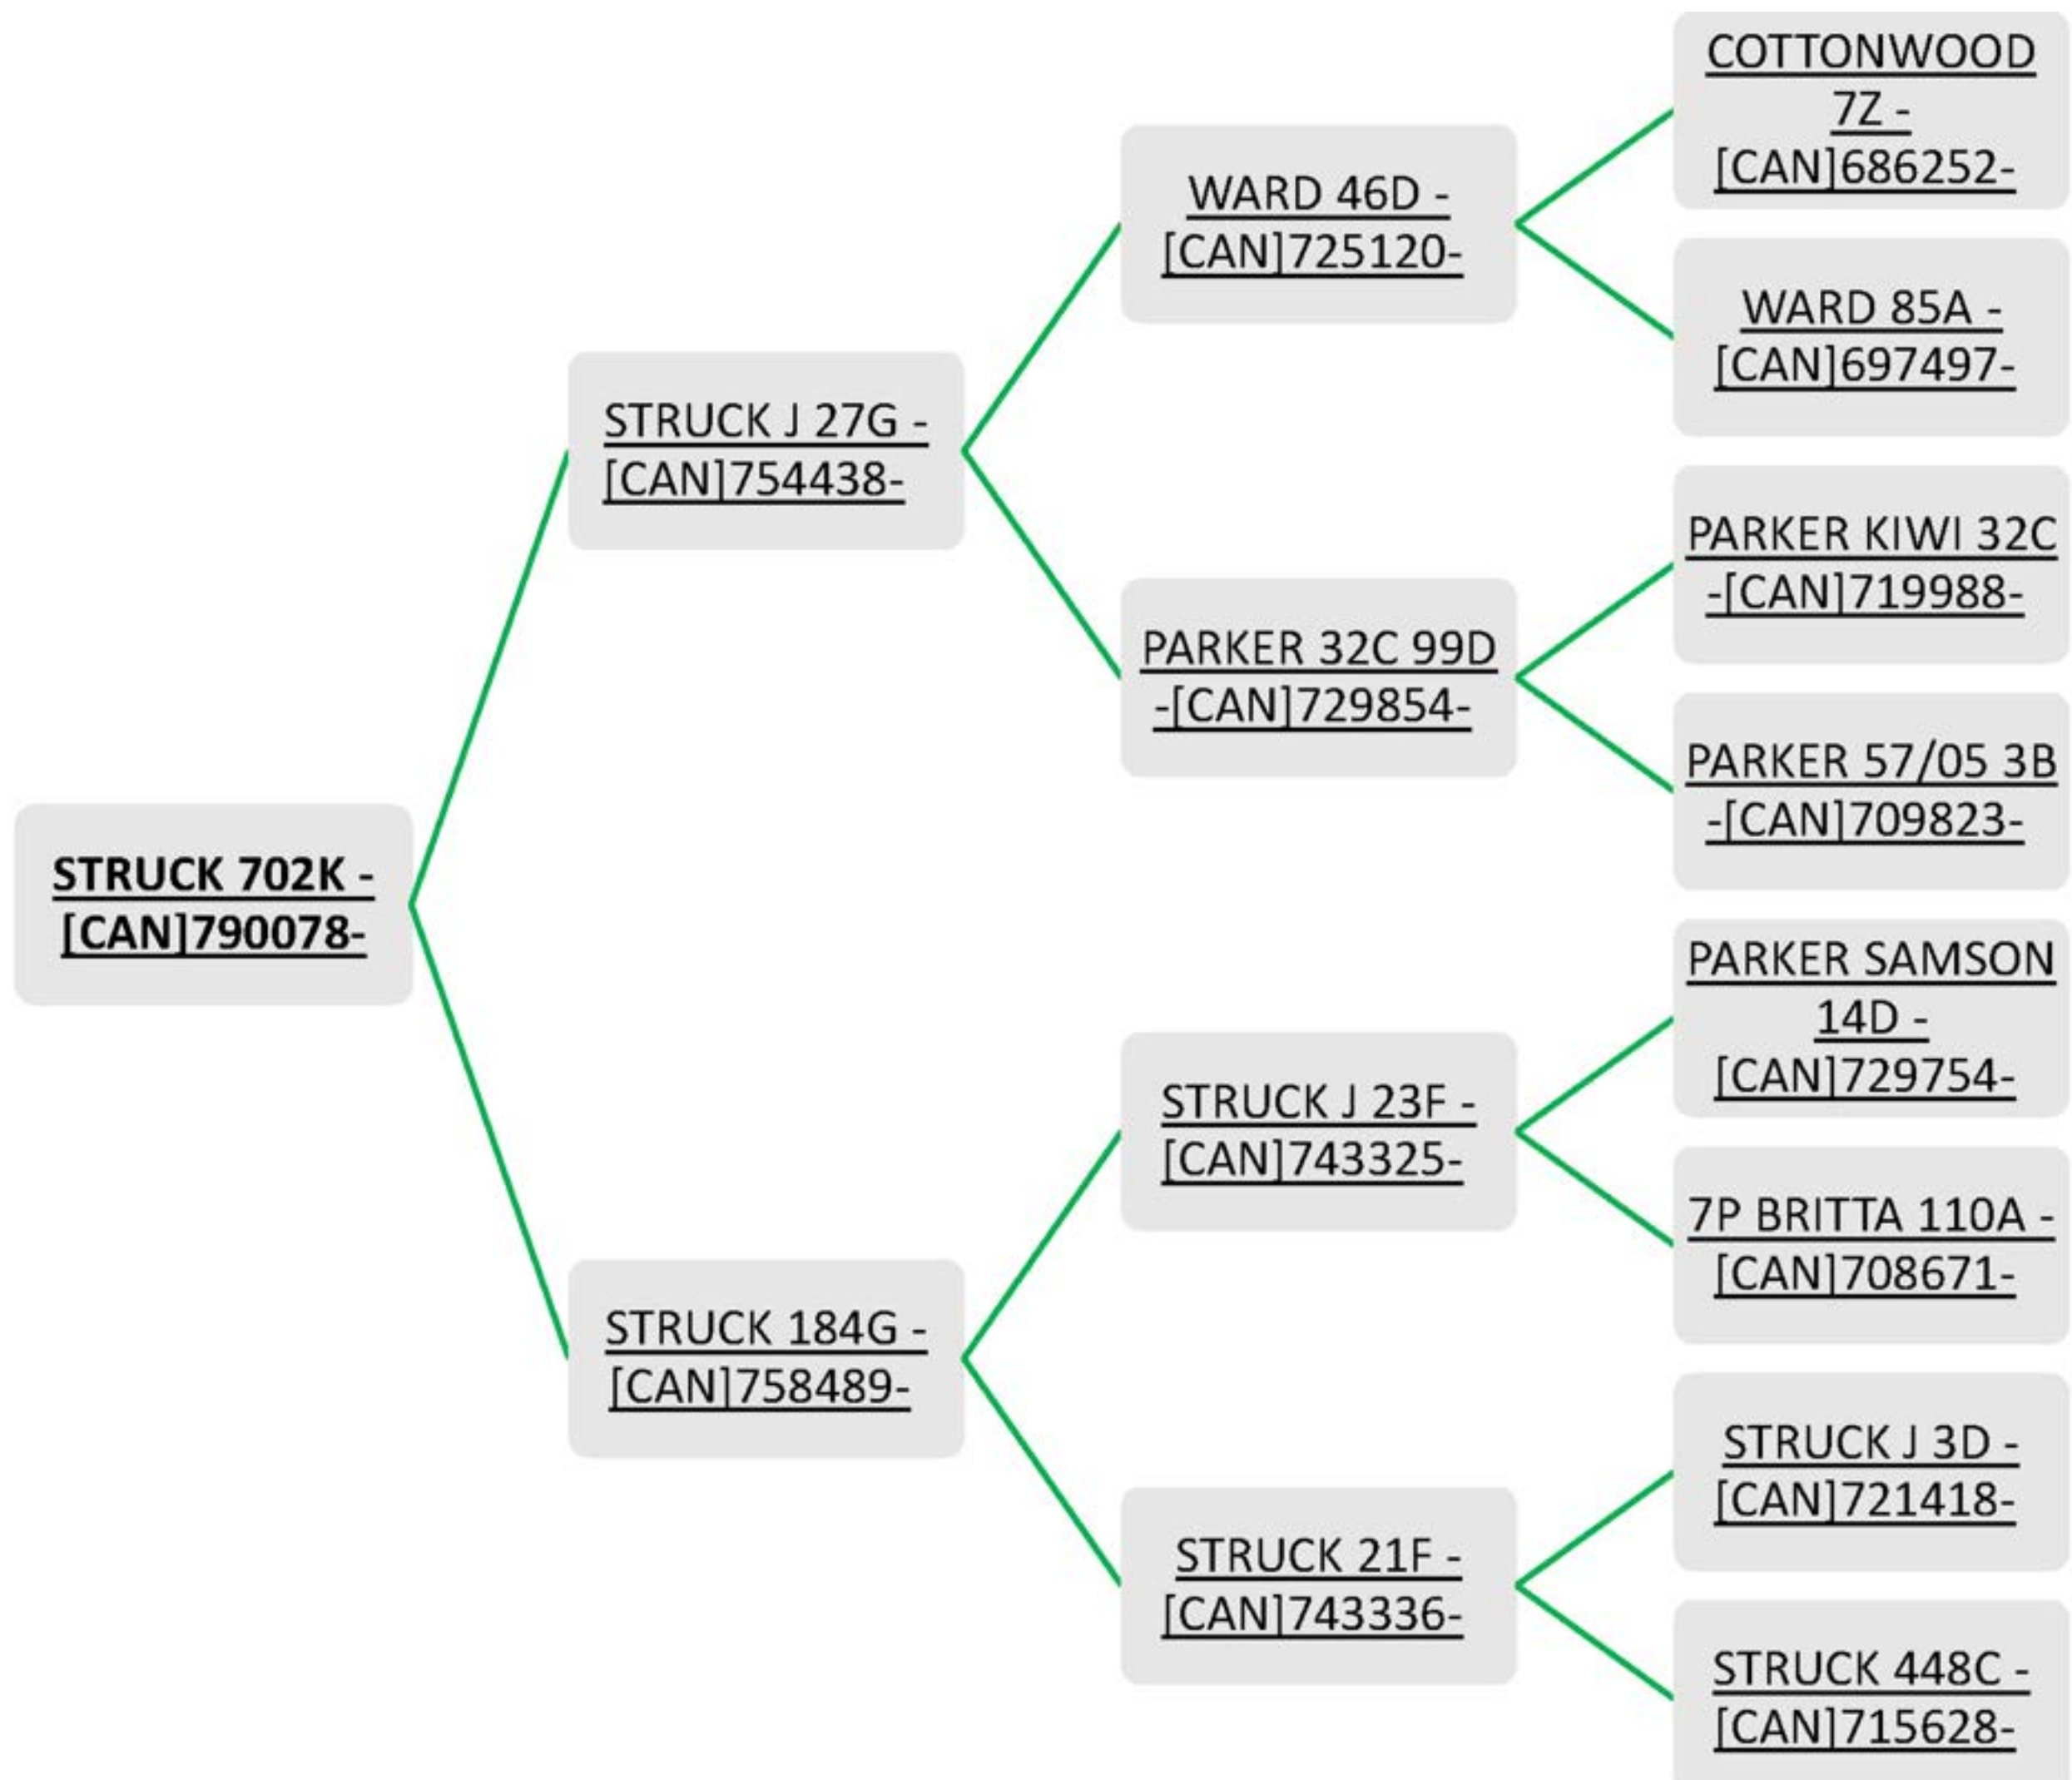 COTTONWOOD
7Z -
[CAN]686252-
WARD 46D -
[CAN]725120-
WARD 85A -
[CAN]697497-
STRUCK J 27G -
[CAN]754438-
PARKER KIWI 32C
-[CAN]719988-
PARKER 32C 99D
-[CAN]729854-
PARKER 57/05 3B
-[CAN]709823-
STRUCK 702K -
[CAN]790078-
PARKER SAMSON
14D -
[CAN]729754-
STRUCK J 23F -
[CAN]743325-
7P BRITTA 110A -
[CAN]708671-
STRUCK 184G -
[CAN]758489-
STRUCK J 3D -
[CAN]721418-
STRUCK 21F -
[CAN]743336-
STRUCK 448C -
[CAN]715628-